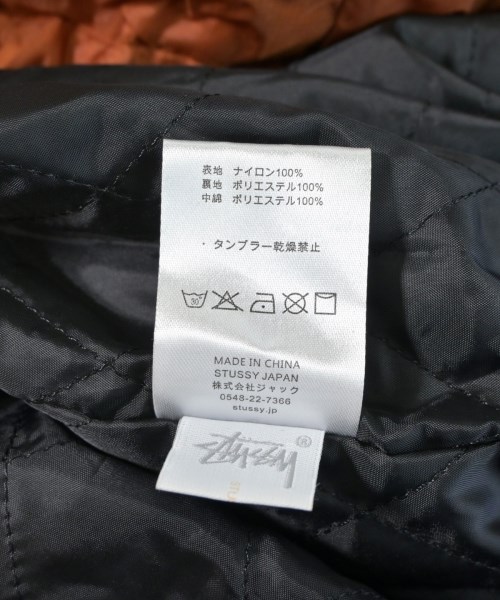 表地 ナイロン100%
裏地 ポリエステル100%
中綿 ポリエステル100%
・タンブラー乾燥禁止
30°
MADE IN CHINA
STUSSY JAPAN
株式会社ジャック
0548-22-7366
stussy.jp
Stüssy ®